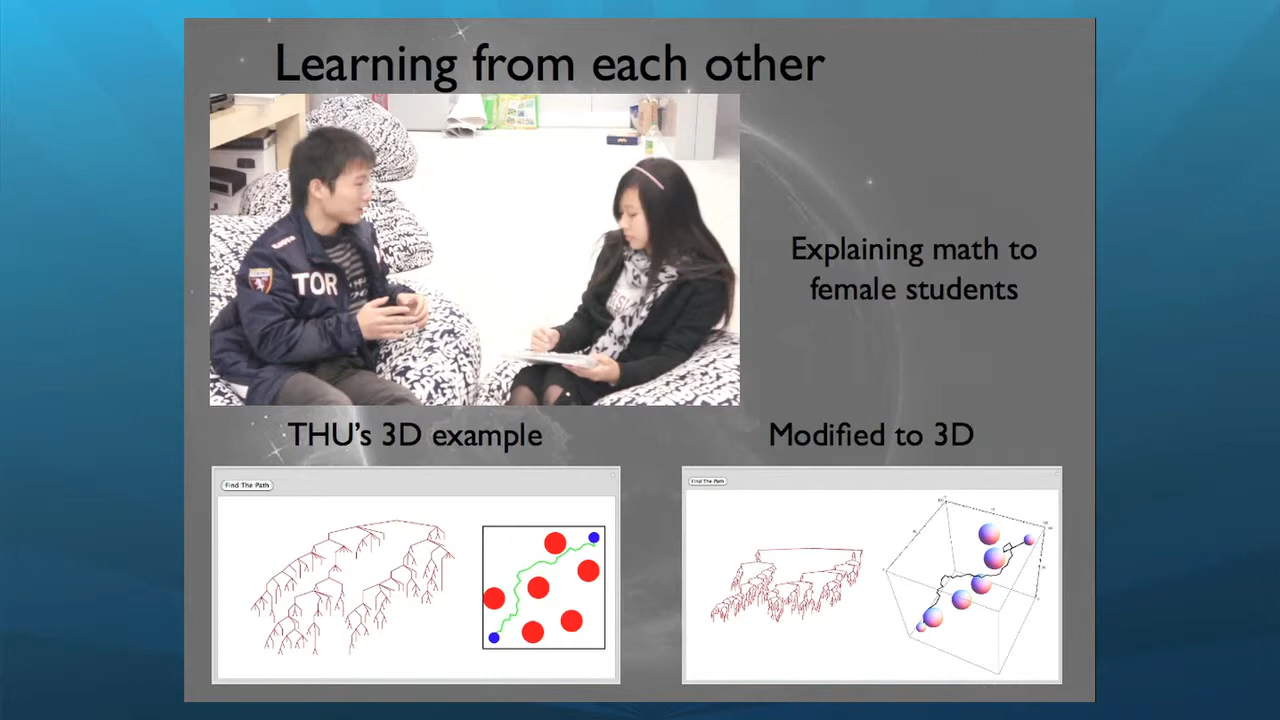 Learning from each other
TOR
Explaining math to
female students
THU's 3D example
Modified to 3D
Find The Path
Find The Path